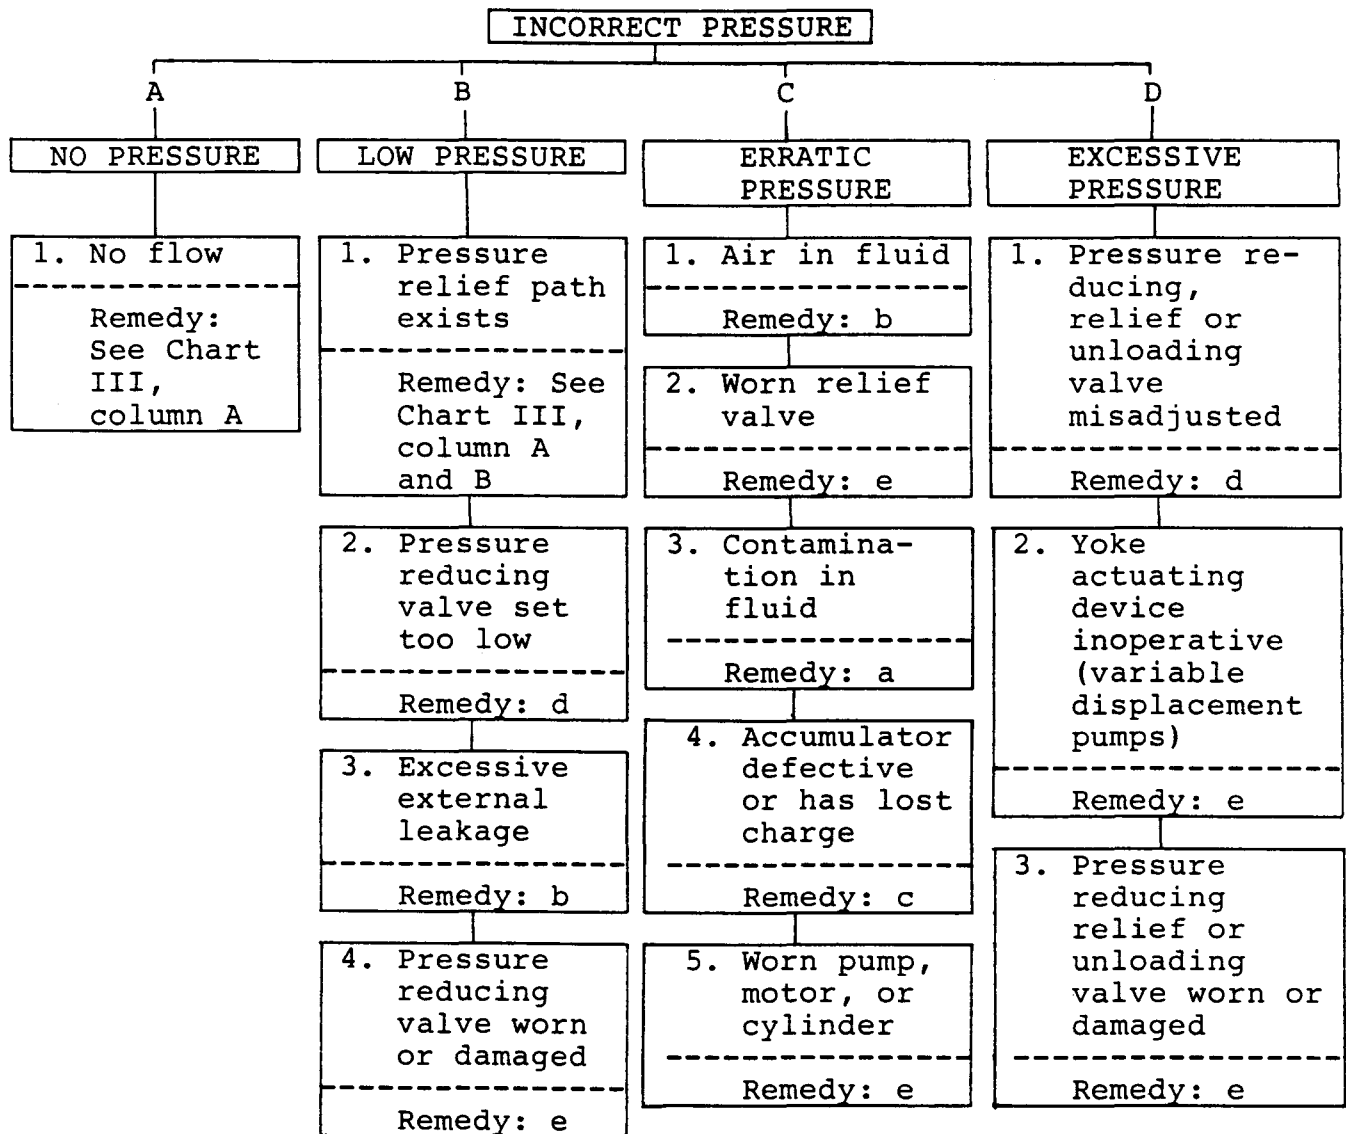 INCORRECT PRESSURE
A
B
C
D
NO PRESSURE
1. No flow
Remedy:
See Chart
III,
column A
LOW PRESSURE
1. Pressure
relief path
exists
Remedy: See
Chart III,
column A
and B
2. Pressure
reducing
valve set
too low
Remedy: d
3. Excessive
external
leakage
Remedy: b
4. Pressure
reducing
valve worn
or damaged
Remedy: e
ERRATIC
PRESSURE
1. Air in fluid
Remedy: b
2. Worn relief
valve
Remedy: e
3. Contamina-
tion in
fluid
Remedy: a
4. Accumulator
defective
or has lost
charge
Remedy: c
5. Worn pump,
motor, or
cylinder
Remedy: e
EXCESSIVE
PRESSURE
1. Pressure re-
ducing,
relief or
unloading
valve
misadjusted
Remedy: d
2. Yoke
actuating
device
inoperative
(variable
displacement
pumps)
Remedy: e
3. Pressure
reducing
relief or
unloading
valve worn or
damaged
Remedy: e